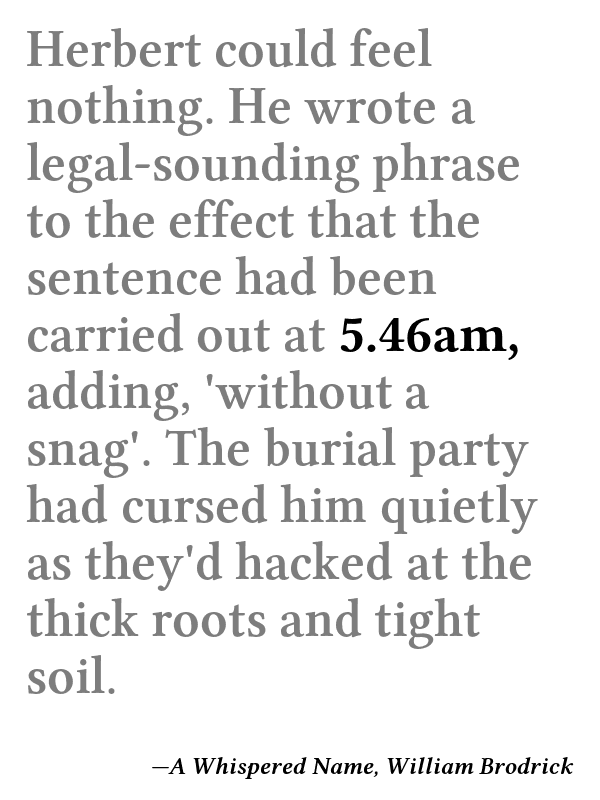 Herbert could feel
nothing. He wrote a
legal-sounding phrase
to the effect that the
sentence had been
carried out at 5.46am,
adding, 'without a
snag'. The burial party
had cursed him quietly
as they'd hacked at the
thick roots and tight
soil.
—A Whispered Name, William Brodrick